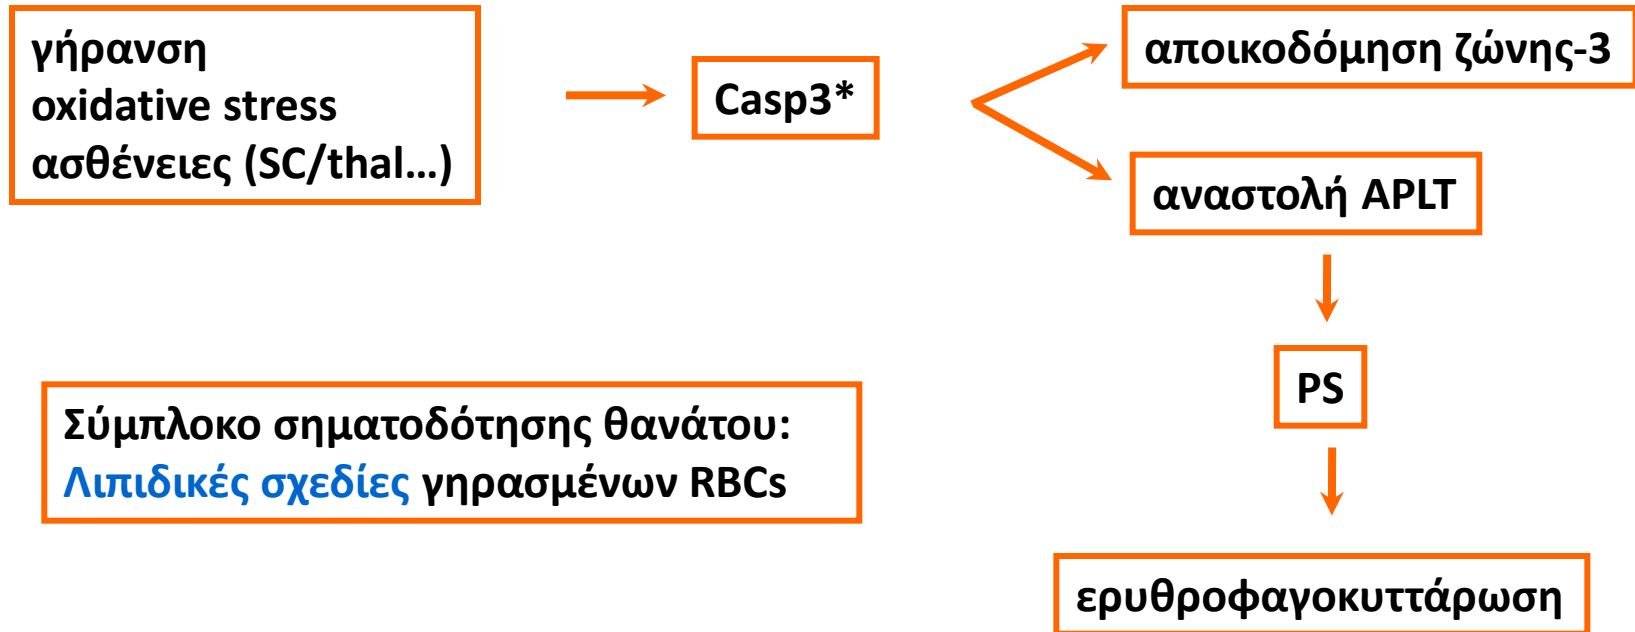 γήρανση
oxidative stress
ασθένειες (SC/thal...)
Casp3*
αποικοδόμηση ζώνης-3
αναστολή APLT
PS
ερυθροφαγοκυττάρωση
Σύμπλοκο σηματοδότησης θανάτου:
Λιπιδικές σχεδίες γηρασμένων RBCs